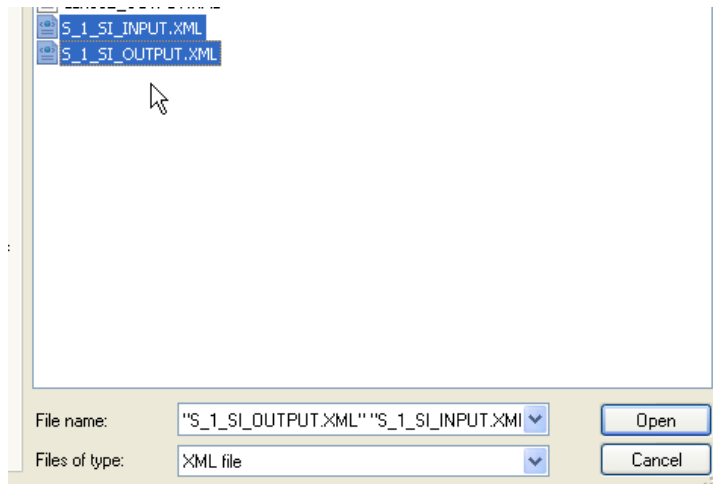 S_1_SI_INPUT.XML
S_1_SI_OUTPUT.XML
File name:
"S_1_SI_OUTPUT.XML" "S_1_SI_INPUT.XMI
Open
Files of type:
XML file
Cancel